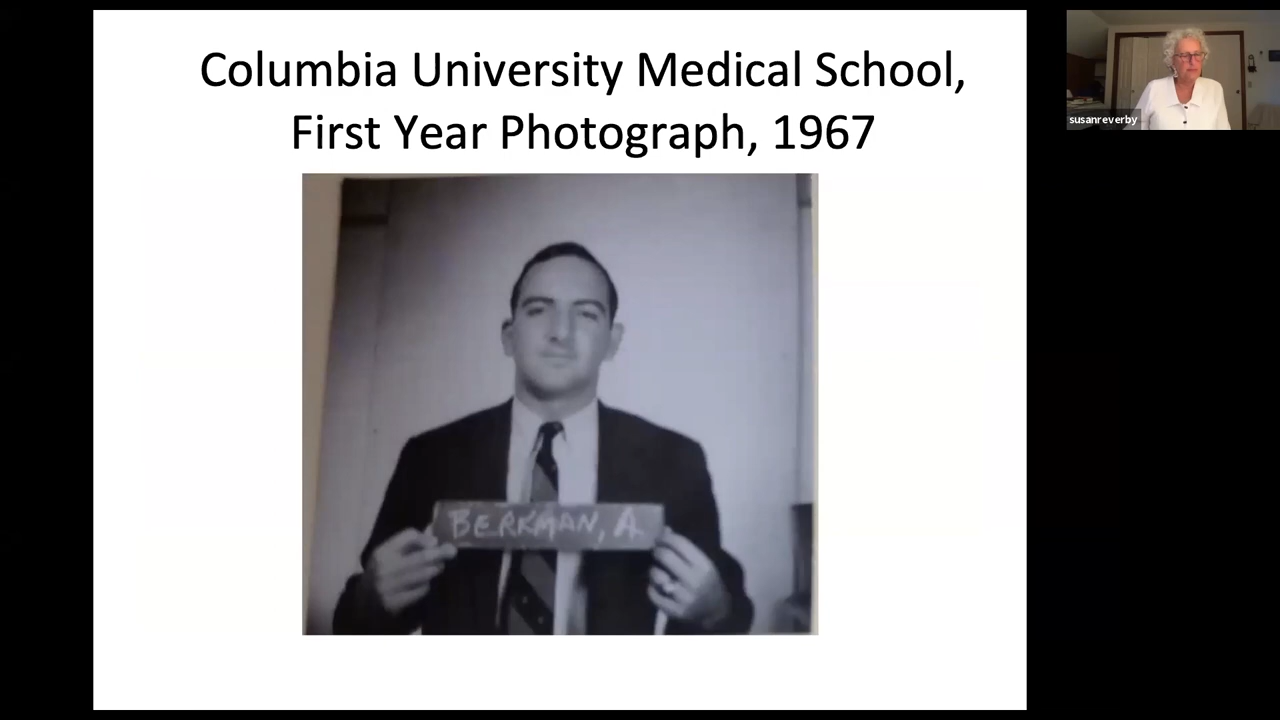 Columbia University Medical School,
First Year Photograph, 1967
BERKMAN, A
susanreverby